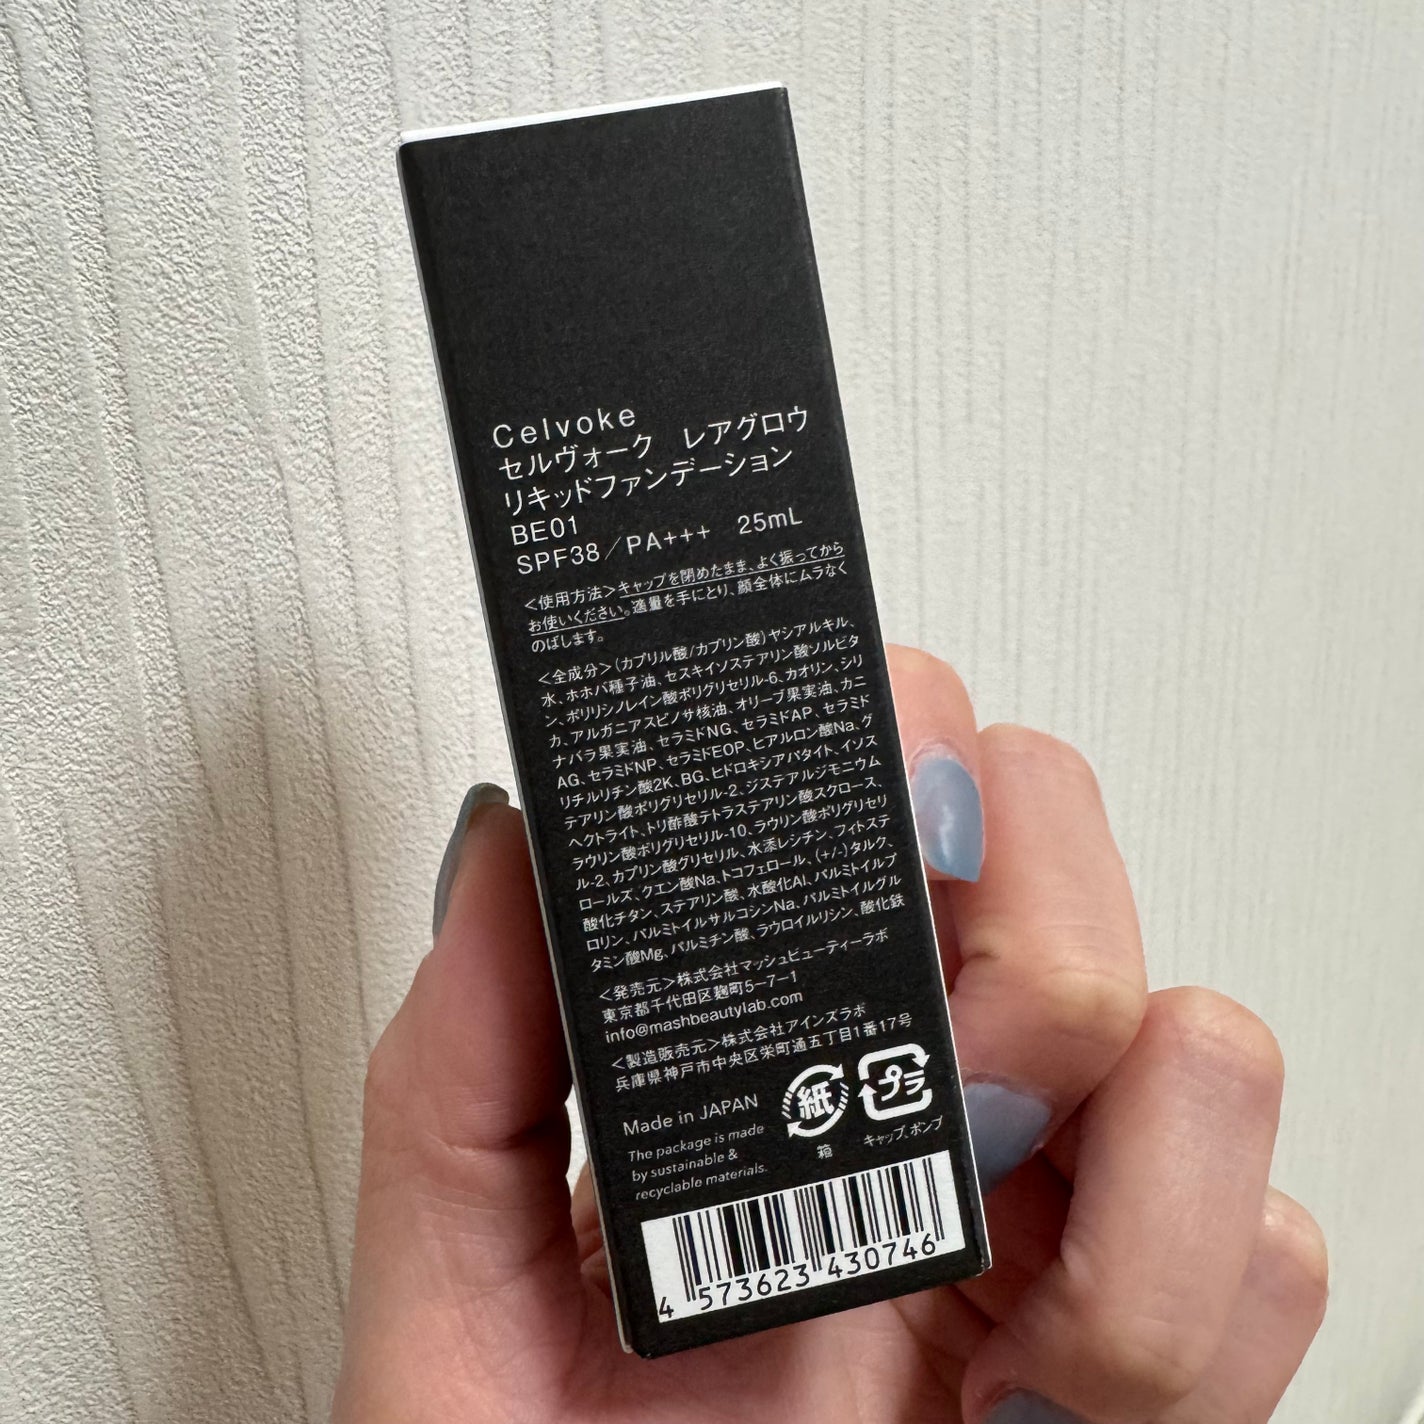 Celvoke
セルヴォーク　レアグロウ
リキッドファンデーション
BE01
SPF38／PA+++　25mL
＜使用方法＞キャップを閉めたまま、よく振ってから
お使いください。適量を手にとり、顔全体にムラなく
のばします。
＜全成分＞(カプリル酸/カプリン酸)ヤシアルキル、
水、ホホバ種子油、セスキイソステアリン酸ソルビタ
ン、ポリリシノレイン酸ポリグリセリル-6、カオリン、シリ
カ、アルガニアスピノサ核油、オリーブ果実油、カニ
ナバラ果実油、セラミドNG、セラミドAP、セラミド
AG、セラミドNP、セラミドEOP、ヒアルロン酸Na、グ
リチルリチン酸2K、BG、ヒドロキシアパタイト、イソス
テアリン酸ポリグリセリル-2、ジステアルジモニウム
ヘクトライト、トリ酢酸テトラステアリン酸スクロース、
ラウリン酸ポリグリセリル-10、ラウリン酸ポリグリセリ
ル-2、カプリン酸グリセリル、水添レシチン、フィトステ
ロールズ、クエン酸Na、トコフェロール、(+/-)タルク、
酸化チタン、ステアリン酸、水酸化Al、パルミトイルプ
ロリン、パルミトイルサルコシンNa、パルミトイルグル
タミン酸Mg、パルミチン酸、ラウロイルリシン、酸化鉄
＜発売元＞株式会社マッシュビューティーラボ
東京都千代田区麹町5-7-1
info@mashbeautylab.com
＜製造販売元＞株式会社アインズラボ
兵庫県神戸市中央区栄町通五丁目1番17号
Made in JAPAN
The package is made
by sustainable &
recyclable materials.
紙
箱
プラ
キャップ、ポンプ
4 573623 430746